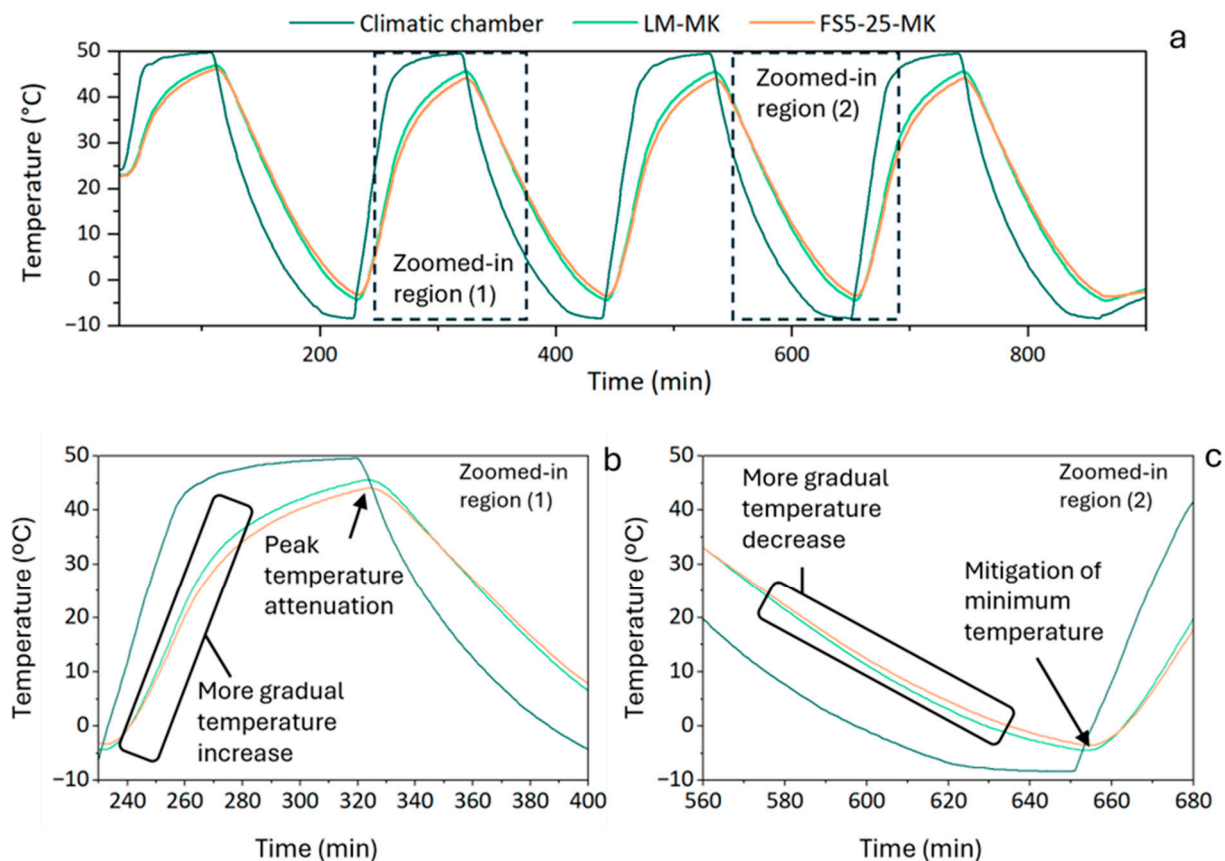 Climatic chamber LM-MK FS5-25-MK
a
50
40
30
20
10
0
−10
Temperature (°C)
Zoomed-in
region (1)
Zoomed-in
region (2)
200 400 600 800
Time (min)
b
50
40
30
20
10
0
−10
Temperature (ºC)
Zoomed-in
region (1)
Peak
temperature
attenuation
More gradual
temperature
increase
240 260 280 300 320 340 360 380 400
Time (min)
c
50
40
30
20
10
0
−10
Temperature (ºC)
Zoomed-in
region (2)
More gradual
temperature
decrease
Mitigation of
minimum
temperature
560 580 600 620 640 660 680
Time (min)